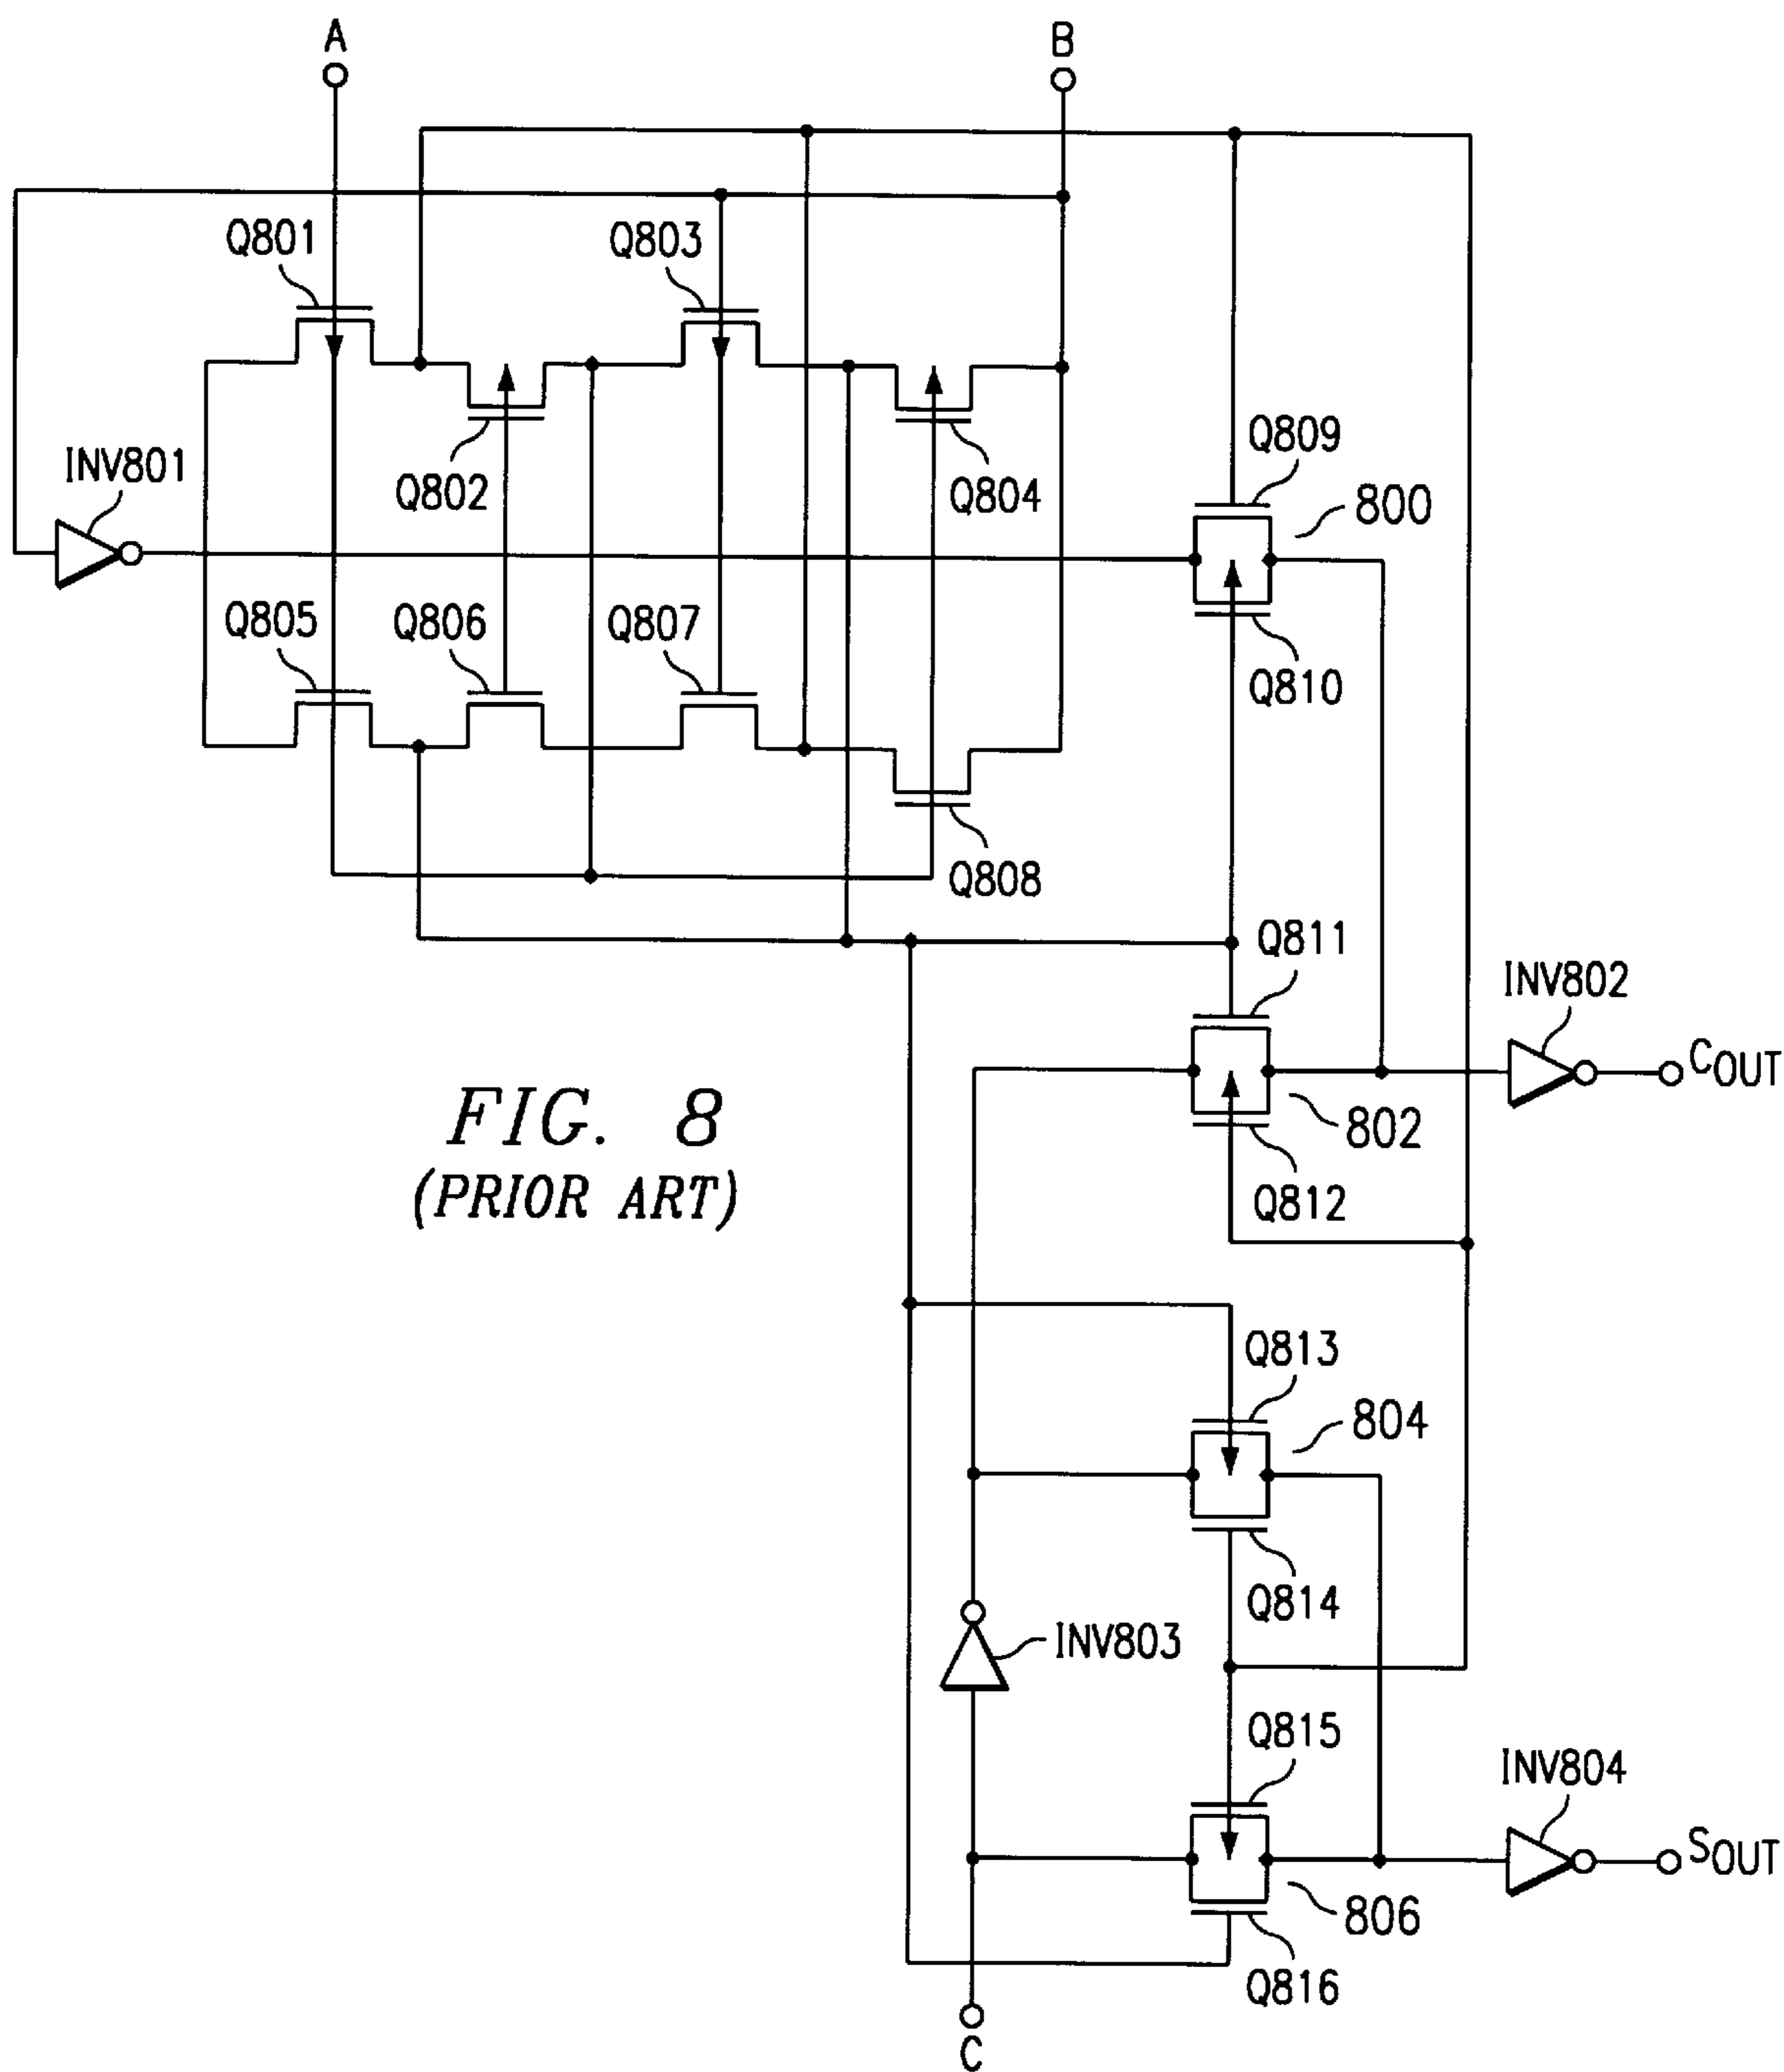 A
B
Q801
Q803
INV801
Q802
Q804
Q809
800
Q805
Q806
Q807
Q810
Q808
Q811
INV802
COUT
FIG. 8
(PRIOR ART)
802
Q812
Q813
804
Q814
INV803
Q815
INV804
SOUT
806
Q816
C